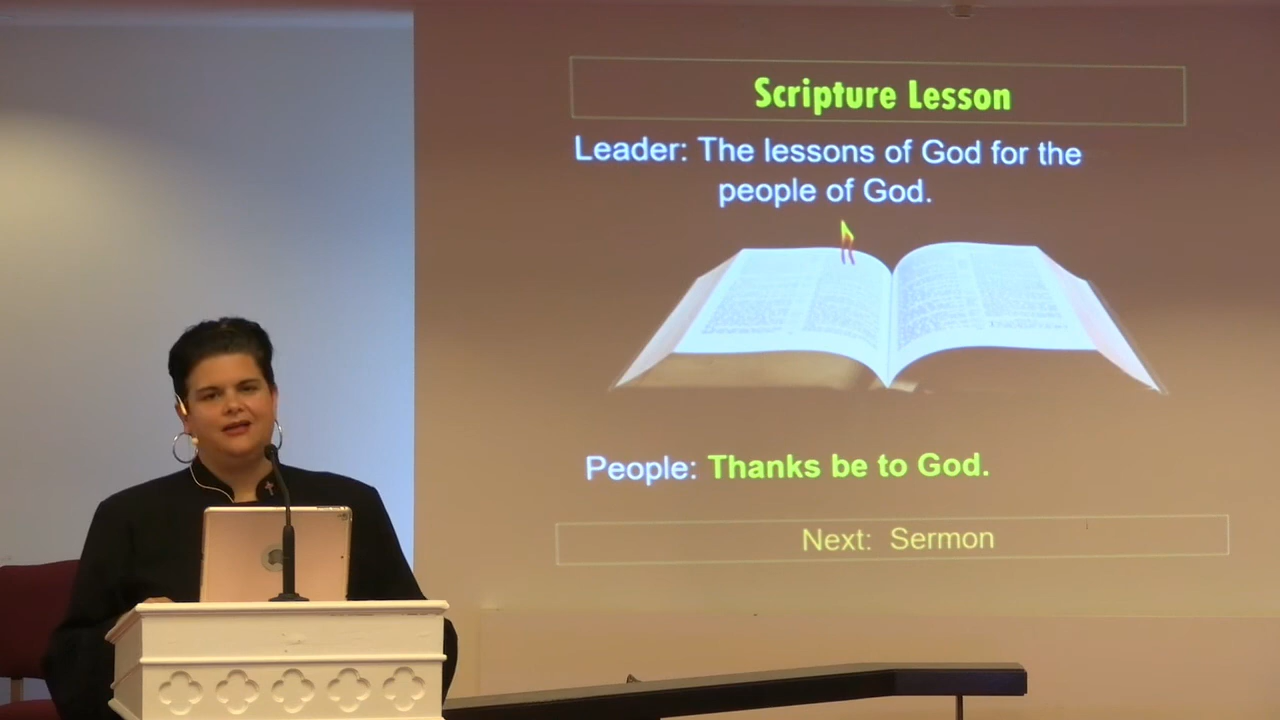 Scripture Lesson
Leader: The lessons of God for the
people of God.
People: Thanks be to God.
Next: Sermon